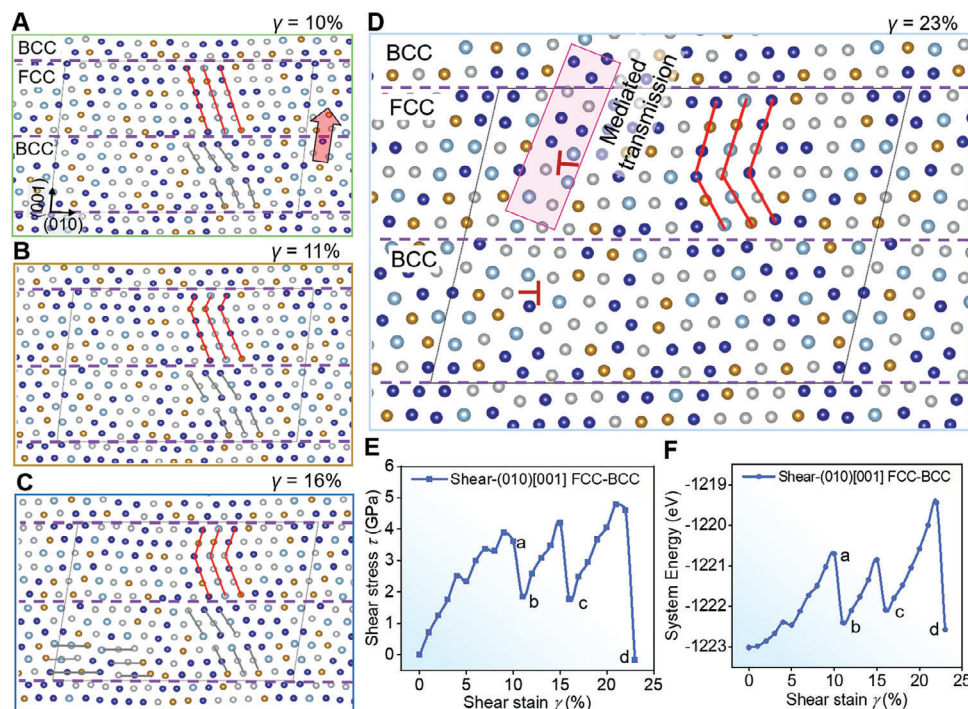 A
γ = 10%
BCC
FCC
BCC
(001)
(010)
B
γ = 11%
C
γ = 16%
D
γ = 23%
BCC
FCC
BCC
Mediated
transmission
E
Shear-(010)[001] FCC-BCC
Shear stress τ (GPa)
6
5
4
3
2
1
0
a
b
c
d
0 5 10 15 20 25
Shear stain γ (%)
F
Shear-(010)[001] FCC-BCC
System Energy (eV)
-1219
-1220
-1221
-1222
-1223
a
b
c
d
0 5 10 15 20 25
Shear stain γ (%)